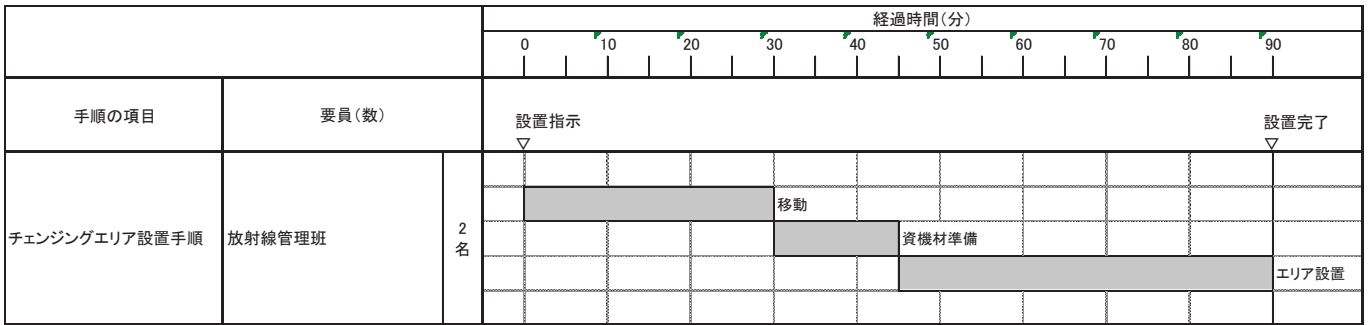 経過時間(分)
0 10 20 30 40 50 60 70 80 90
手順の項目 要員(数)
設置指示 設置完了
▽ ▽
移動
チェンジングエリア設置手順 放射線管理班 2名 資機材準備
エリア設置